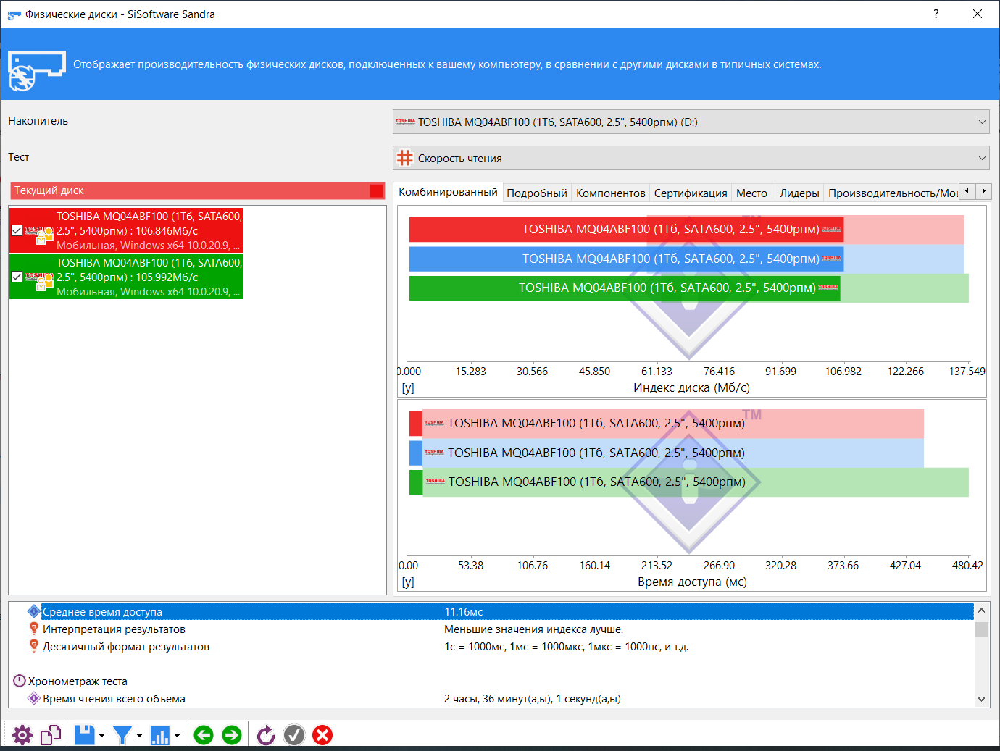 Физические диски - SiSoftware Sandra
?
Отображает производительность физических дисков, подключенных к вашему компьютеру, в сравнении с другими дисками в типичных системах.
Накопитель
TOSHIBA TOSHIBA MQ04ABF100 (1Тб, SATA600, 2.5", 5400рпм) (D:)
Тест
Скорость чтения
Текущий диск
TOSHIBA MQ04ABF100 (1Тб, SATA600,
2.5", 5400рпм) : 106.846Мб/с
Мобильная, Windows x64 10.0.20.9, ...
TOSHIBA MQ04ABF100 (1Тб, SATA600,
2.5", 5400рпм) : 105.992Мб/с
Мобильная, Windows x64 10.0.20.9, ...
Комбинированный Подробный Компонентов Сертификация Место Лидеры Производительность/Мо
TM
TOSHIBA MQ04ABF100 (1Тб, SATA600, 2.5", 5400рпм) TOSHIBA
TOSHIBA MQ04ABF100 (1Тб, SATA600, 2.5", 5400рпм) TOSHIBA
TOSHIBA MQ04ABF100 (1Тб, SATA600, 2.5", 5400рпм) TOSHIBA
0.000 15.283 30.566 45.850 61.133 76.416 91.699 106.982 122.266 137.549
[y] Индекс диска (Мб/с)
TM
TOSHIBA TOSHIBA MQ04ABF100 (1Тб, SATA600, 2.5", 5400рпм)
TOSHIBA TOSHIBA MQ04ABF100 (1Тб, SATA600, 2.5", 5400рпм)
TOSHIBA TOSHIBA MQ04ABF100 (1Тб, SATA600, 2.5", 5400рпм)
0.00 53.38 106.76 160.14 213.52 266.90 320.28 373.66 427.04 480.42
[y] Время доступа (мс)
Среднее время доступа 11.16мс
Интерпретация результатов Меньшие значения индекса лучше.
Десятичный формат результатов 1с = 1000мс, 1мс = 1000мкс, 1мкс = 1000нс, и т.д.
Хронометраж теста
Время чтения всего объема 2 часы, 36 минут(а,ы), 1 секунд(а,ы)